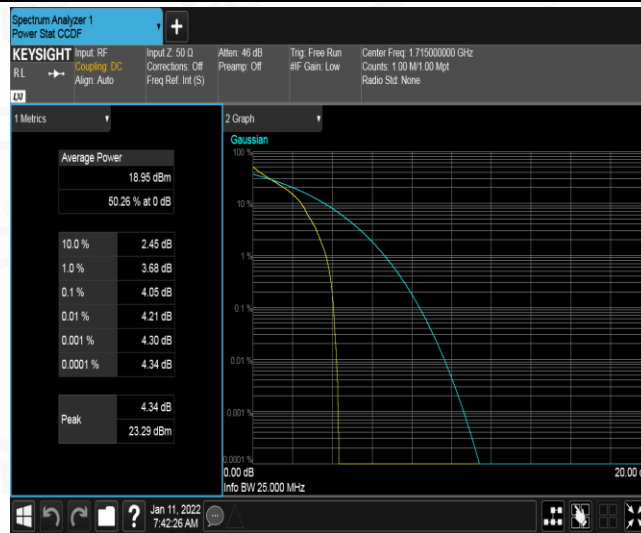 Spectrum Analyzer 1
Power Stat CCDF
+
KEYSIGHT
RL
LXI
Input: RF
Coupling: DC
Align: Auto
Input Z: 50 Ω
Corrections: Off
Freq Ref: Int (S)
Atten: 46 dB
Preamp: Off
Trig: Free Run
#IF Gain: Low
Center Freq: 1.715000000 GHz
Counts: 1.00 M/1.00 Mpt
Radio Std: None
1 Metrics
Average Power
18.95 dBm
50.26 % at 0 dB
10.0 % 2.45 dB
1.0 % 3.68 dB
0.1 % 4.05 dB
0.01 % 4.21 dB
0.001 % 4.30 dB
0.0001 % 4.34 dB
Peak
4.34 dB
23.29 dBm
2 Graph
Gaussian
100 %
10 %
1 %
0.1 %
0.01 %
0.001 %
0.0001 %
0.00 dB
20.00
Info BW 25.000 MHz
?
Jan 11, 2022
7:42:26 AM